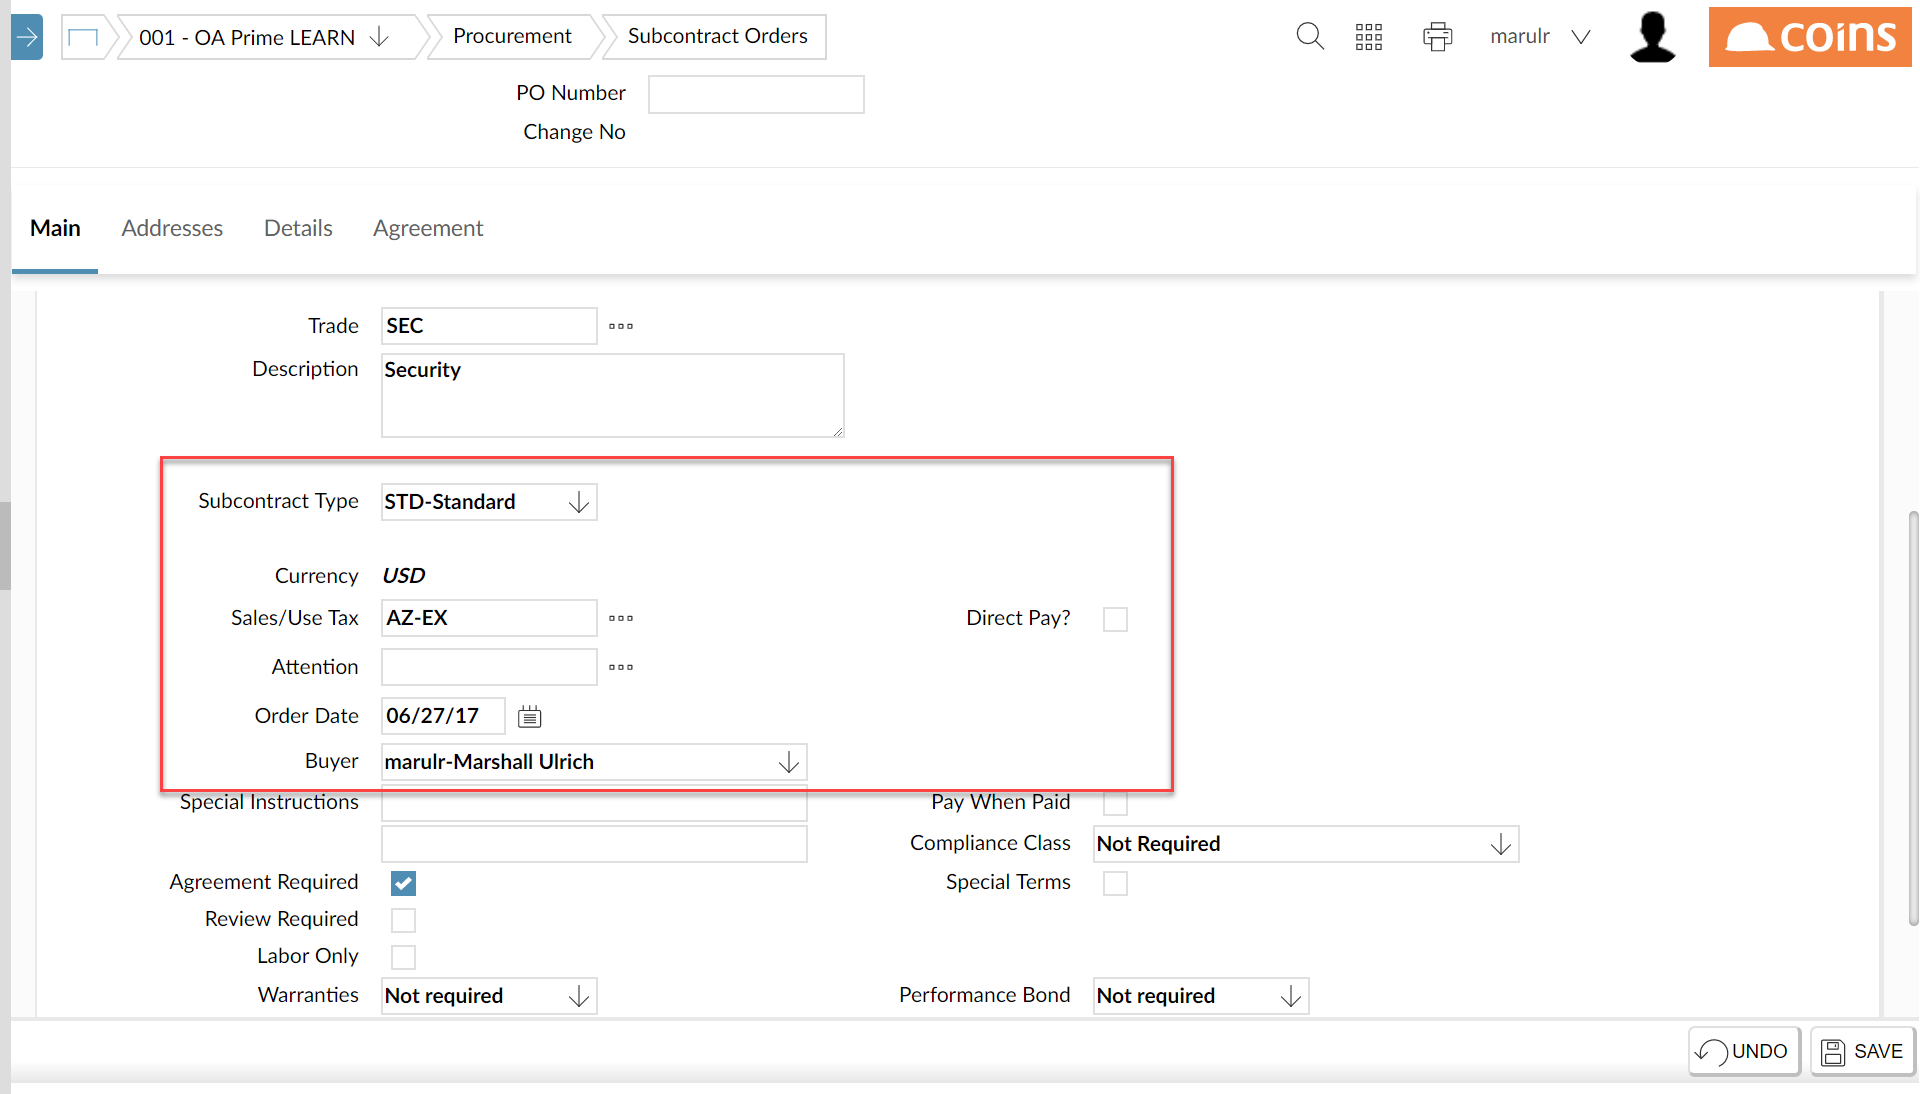 001 - OA Prime LEARN
Procurement
Subcontract Orders
marulr
coins
PO Number
Change No
Main
Addresses
Details
Agreement
Trade
SEC
Description
Security
Subcontract Type
STD-Standard
Currency
USD
Sales/Use Tax
AZ-EX
Direct Pay?
Attention
Order Date
06/27/17
Buyer
marulr-Marshall Ulrich
Special Instructions
Pay When Paid
Compliance Class
Not Required
Agreement Required
Special Terms
Review Required
Labor Only
Warranties
Not required
Performance Bond
Not required
UNDO
SAVE